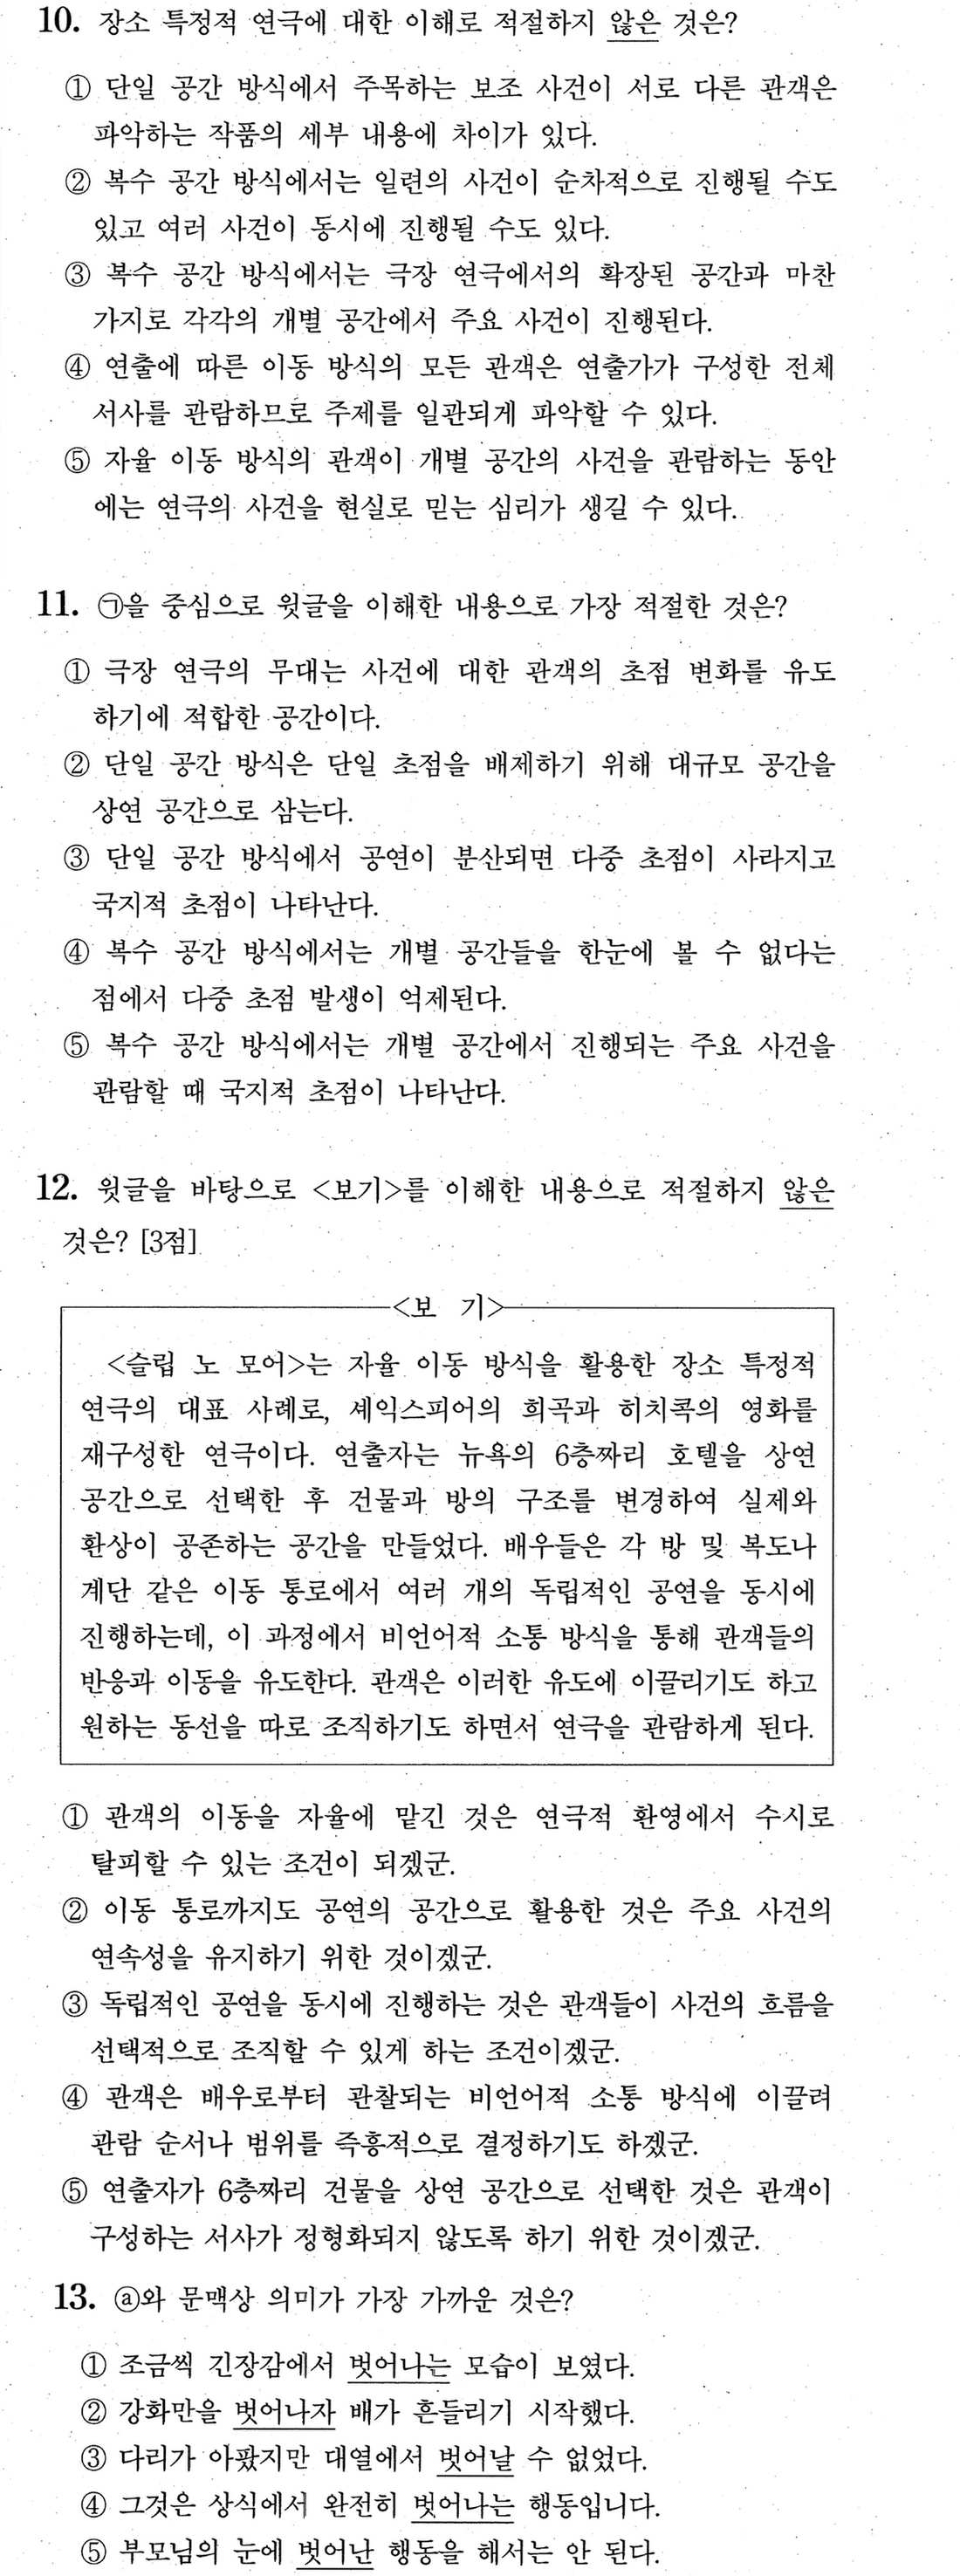 10. 장소 특정적 연극에 대한 이해로 적절하지 않은 것은?
① 단일 공간 방식에서 주목하는 보조 사건이 서로 다른 관객은
파악하는 작품의 세부 내용에 차이가 있다.
② 복수 공간 방식에서는 일련의 사건이 순차적으로 진행될 수도
있고 여러 사건이 동시에 진행될 수도 있다.
③ 복수 공간 방식에서는 극장 연극에서의 확장된 공간과 마찬
가지로 각각의 개별 공간에서 주요 사건이 진행된다.
④ 연출에 따른 이동 방식의 모든 관객은 연출가가 구성한 전체
서사를 관람하므로 주제를 일관되게 파악할 수 있다.
⑤ 자율 이동 방식의 관객이 개별 공간의 사건을 관람하는 동안
에는 연극의 사건을 현실로 믿는 심리가 생길 수 있다.
11. ㉠을 중심으로 윗글을 이해한 내용으로 가장 적절한 것은?
① 극장 연극의 무대는 사건에 대한 관객의 초점 변화를 유도
하기에 적합한 공간이다.
② 단일 공간 방식은 단일 초점을 배제하기 위해 대규모 공간을
상연 공간으로 삼는다.
③ 단일 공간 방식에서 공연이 분산되면 다중 초점이 사라지고
국지적 초점이 나타난다.
④ 복수 공간 방식에서는 개별 공간들을 한눈에 볼 수 없다는
점에서 다중 초점 발생이 억제된다.
⑤ 복수 공간 방식에서는 개별 공간에서 진행되는 주요 사건을
관람할 때 국지적 초점이 나타난다.
12. 윗글을 바탕으로 <보기>를 이해한 내용으로 적절하지 않은
것은? [3점]
<보 기>
<슬립 노 모어>는 자율 이동 방식을 활용한 장소 특정적
연극의 대표 사례로, 셰익스피어의 희곡과 히치콕의 영화를
재구성한 연극이다. 연출자는 뉴욕의 6층짜리 호텔을 상연
공간으로 선택한 후 건물과 방의 구조를 변경하여 실제와
환상이 공존하는 공간을 만들었다. 배우들은 각 방 및 복도나
계단 같은 이동 통로에서 여러 개의 독립적인 공연을 동시에
진행하는데, 이 과정에서 비언어적 소통 방식을 통해 관객들의
반응과 이동을 유도한다. 관객은 이러한 유도에 이끌리기도 하고
원하는 동선을 따로 조직하기도 하면서 연극을 관람하게 된다.
① 관객의 이동을 자율에 맡긴 것은 연극적 환영에서 수시로
탈피할 수 있는 조건이 되겠군.
② 이동 통로까지도 공연의 공간으로 활용한 것은 주요 사건의
연속성을 유지하기 위한 것이겠군.
③ 독립적인 공연을 동시에 진행하는 것은 관객들이 사건의 흐름을
선택적으로 조직할 수 있게 하는 조건이겠군.
④ 관객은 배우로부터 관찰되는 비언어적 소통 방식에 이끌려
관람 순서나 범위를 즉흥적으로 결정하기도 하겠군.
⑤ 연출자가 6층짜리 건물을 상연 공간으로 선택한 것은 관객이
구성하는 서사가 정형화되지 않도록 하기 위한 것이겠군.
13. ⓐ와 문맥상 의미가 가장 가까운 것은?
① 조금씩 긴장감에서 벗어나는 모습이 보였다.
② 강화만을 벗어나자 배가 흔들리기 시작했다.
③ 다리가 아팠지만 대열에서 벗어날 수 없었다.
④ 그것은 상식에서 완전히 벗어나는 행동입니다.
⑤ 부모님의 눈에 벗어난 행동을 해서는 안 된다.